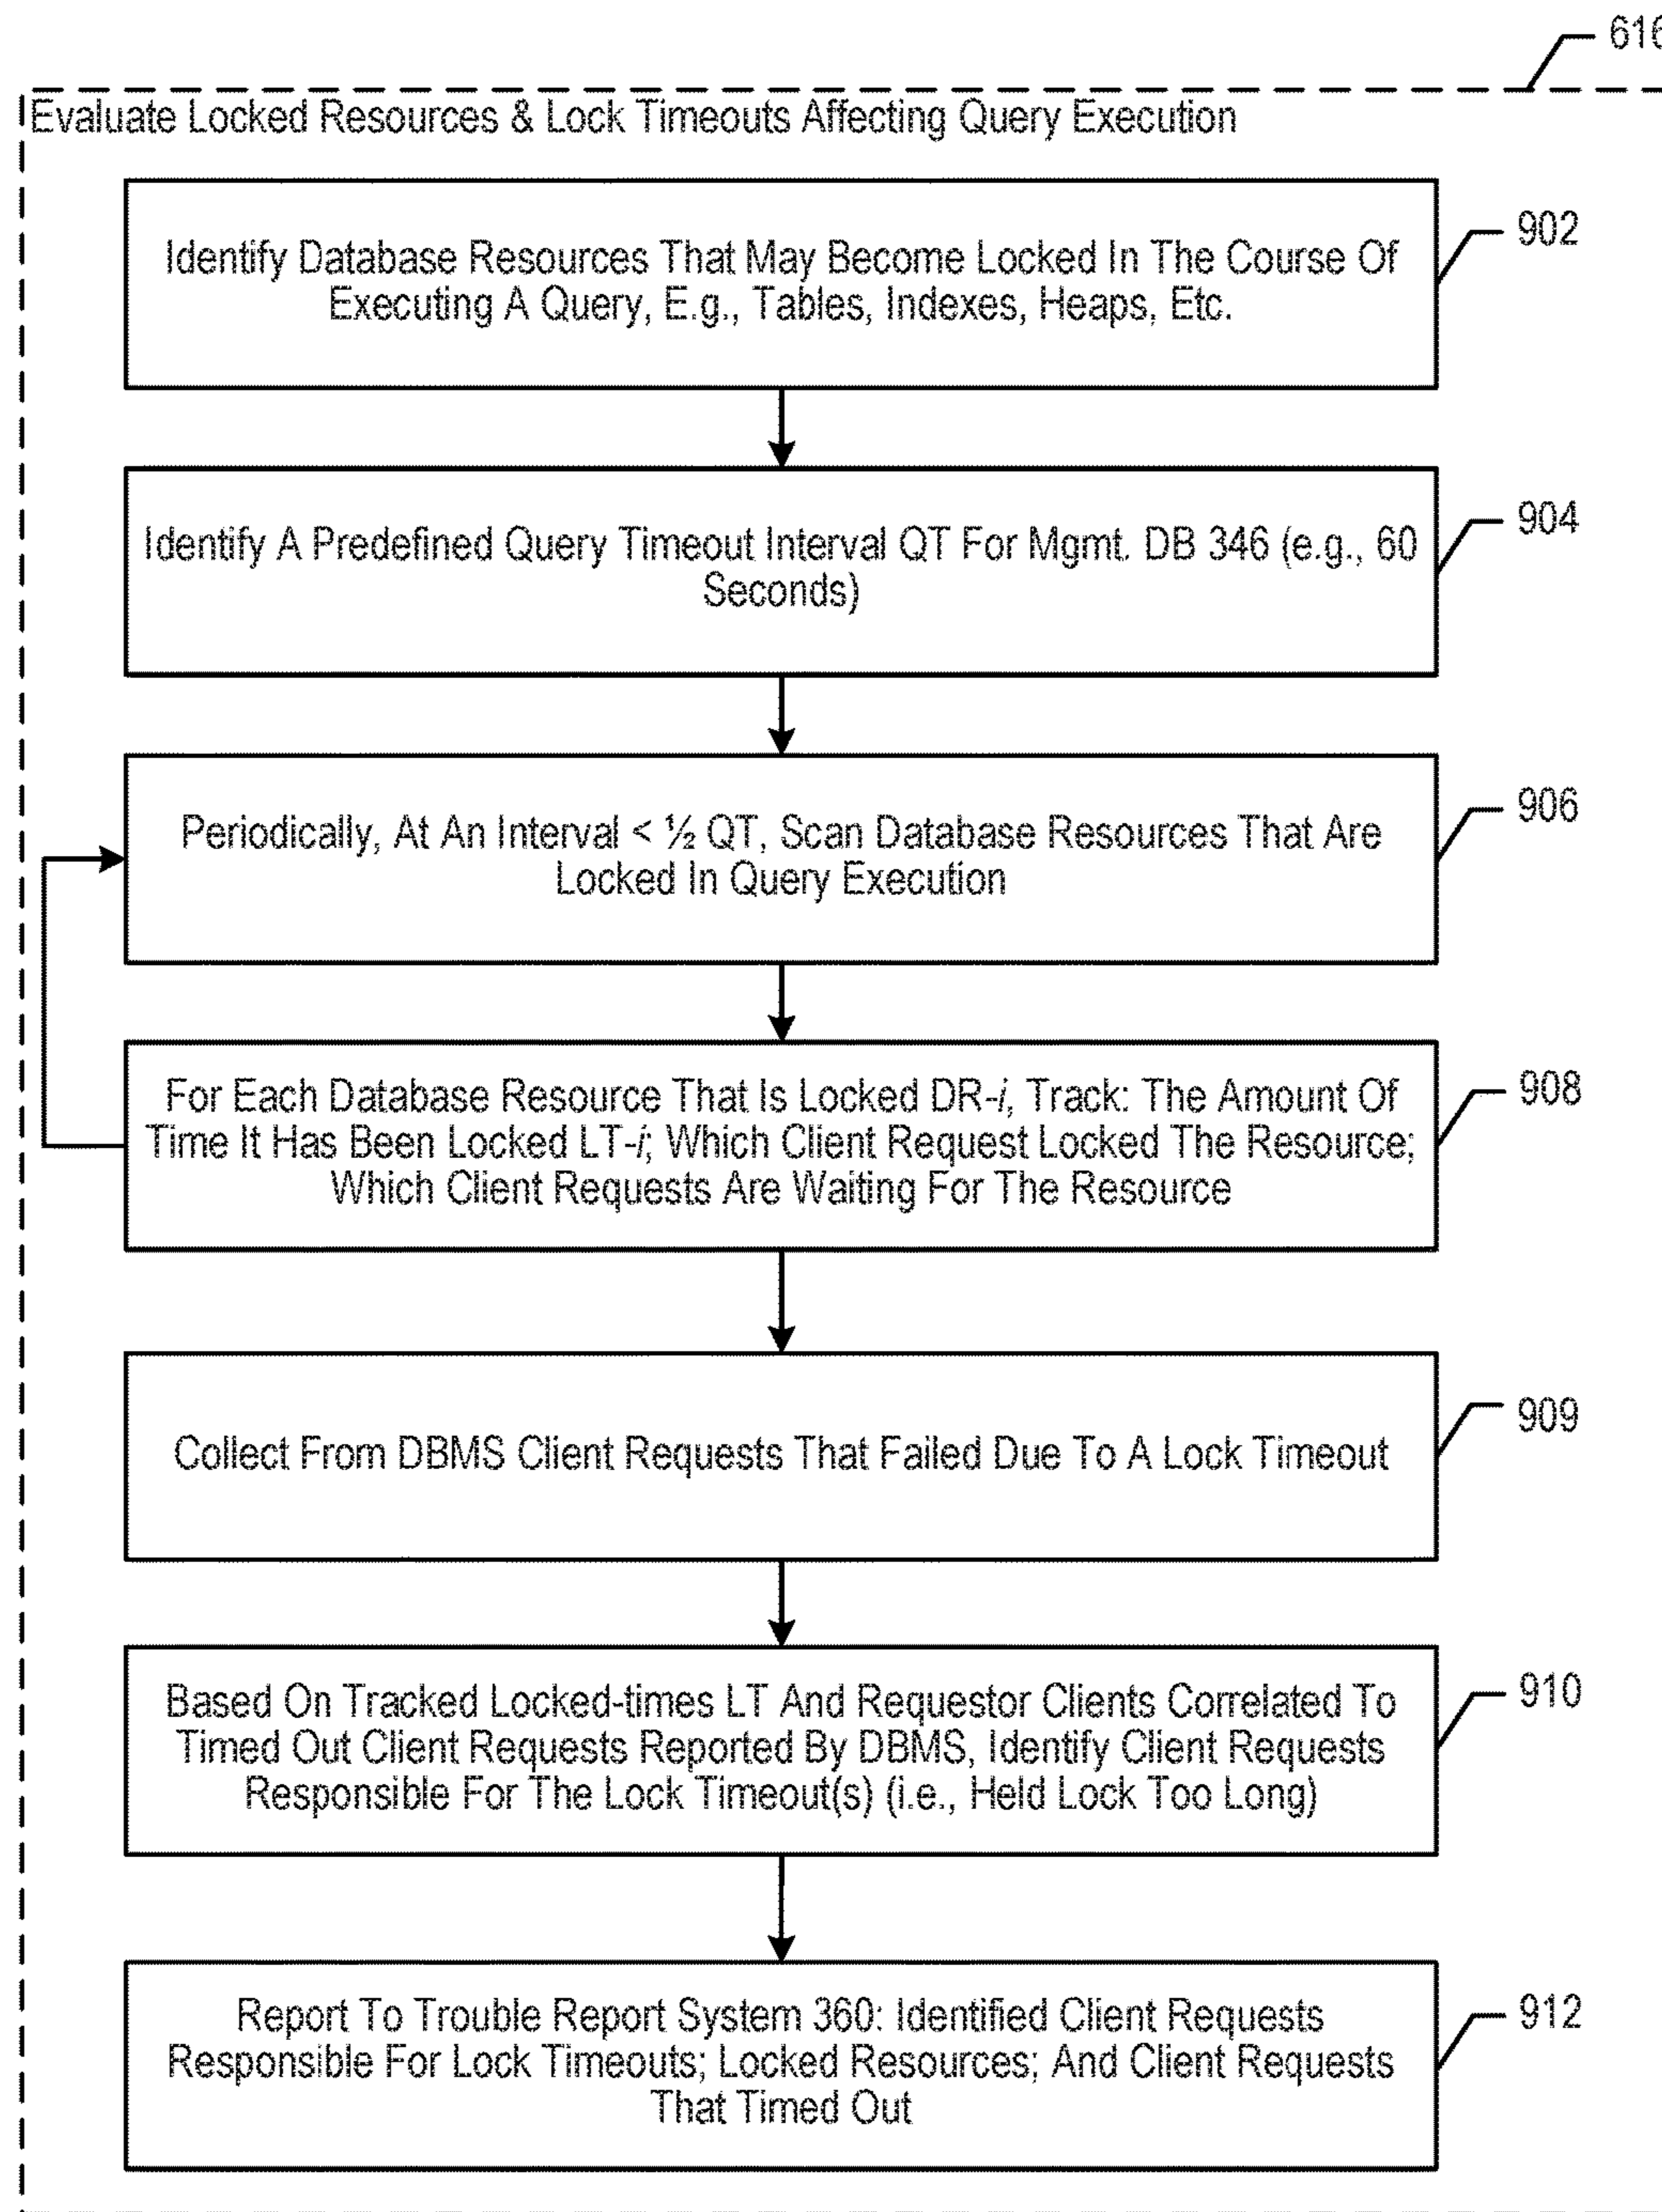 616
Evaluate Locked Resources & Lock Timeouts Affecting Query Execution
Identify Database Resources That May Become Locked In The Course Of
Executing A Query, E.g., Tables, Indexes, Heaps, Etc.
902
Identify A Predefined Query Timeout Interval QT For Mgmt. DB 346 (e.g., 60
Seconds)
904
Periodically, At An Interval < ½ QT, Scan Database Resources That Are
Locked In Query Execution
906
For Each Database Resource That Is Locked DR-i, Track: The Amount Of
Time It Has Been Locked LT-i; Which Client Request Locked The Resource;
Which Client Requests Are Waiting For The Resource
908
Collect From DBMS Client Requests That Failed Due To A Lock Timeout
909
Based On Tracked Locked-times LT And Requestor Clients Correlated To
Timed Out Client Requests Reported By DBMS, Identify Client Requests
Responsible For The Lock Timeout(s) (i.e., Held Lock Too Long)
910
Report To Trouble Report System 360: Identified Client Requests
Responsible For Lock Timeouts; Locked Resources; And Client Requests
That Timed Out
912